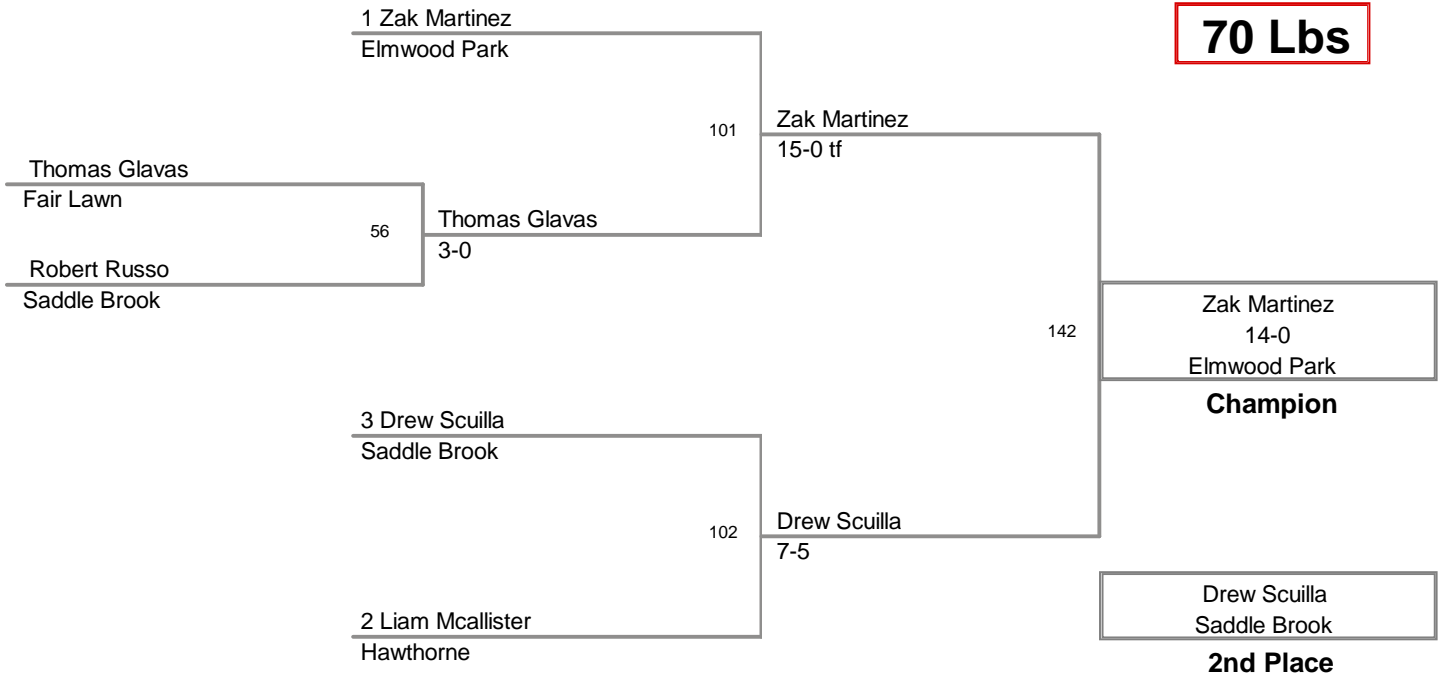 1 Zak Martinez
Elmwood Park
70 Lbs
101
Zak Martinez
15-0 tf
Thomas Glavas
Fair Lawn
56
Thomas Glavas
3-0
Robert Russo
Saddle Brook
142
Zak Martinez
14-0
Elmwood Park
Champion
3 Drew Scuilla
Saddle Brook
102
Drew Scuilla
7-5
2 Liam Mcallister
Hawthorne
Drew Scuilla
Saddle Brook
2nd Place